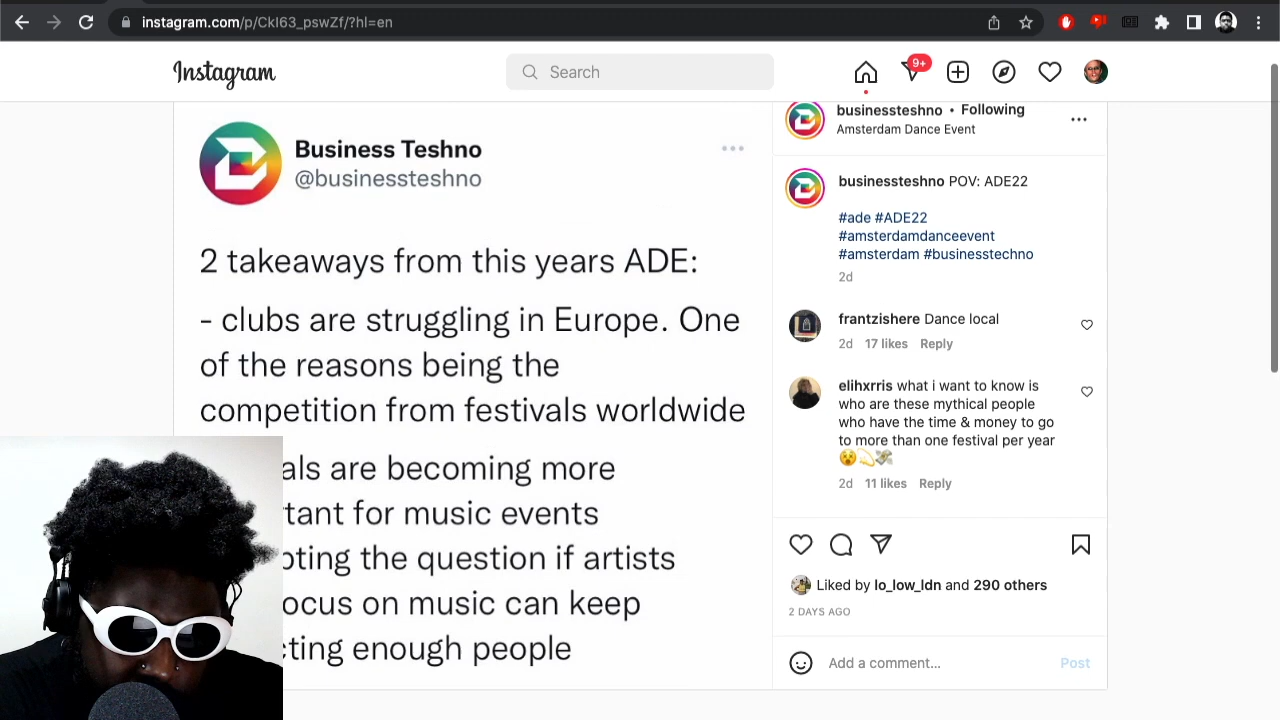 instagram.com/p/CkI63_pswZf/?hl=en
Instagram
Search
9+
Business Teshno
@businessteshno
2 takeaways from this years ADE:
- clubs are struggling in Europe. One
of the reasons being the
competition from festivals worldwide
als are becoming more
tant for music events
pting the question if artists
ocus on music can keep
cting enough people
businessteshno • Following
Amsterdam Dance Event
businessteshno POV: ADE22
#ade #ADE22
#amsterdamdanceevent
#amsterdam #businesstechno
2d
frantzishere Dance local
2d 17 likes Reply
elihxrris what i want to know is
who are these mythical people
who have the time & money to go
to more than one festival per year
😵💫💸
2d 11 likes Reply
Liked by lo_low_ldn and 290 others
2 DAYS AGO
Add a comment...
Post